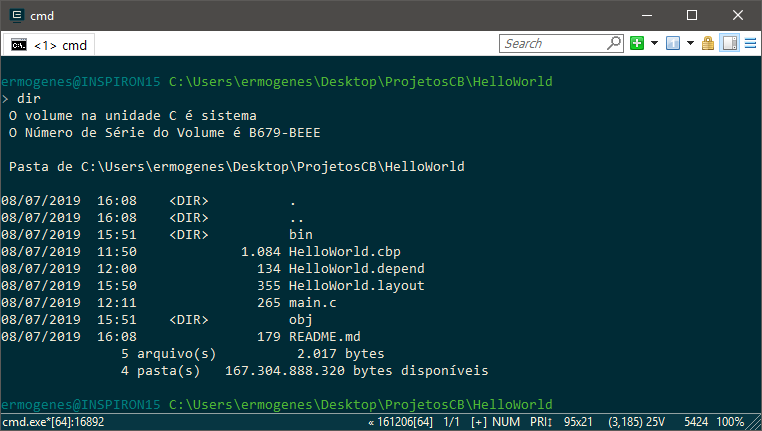 cmd
<1> cmd
Search
ermogenes@INSPIRON15 C:\Users\ermogenes\Desktop\ProjetosCB\HelloWorld
> dir
O volume na unidade C é sistema
O Número de Série do Volume é B679-BEEE
Pasta de C:\Users\ermogenes\Desktop\ProjetosCB\HelloWorld
08/07/2019  16:08    <DIR>          .
08/07/2019  16:08    <DIR>          ..
08/07/2019  15:51    <DIR>          bin
08/07/2019  11:50             1.084 HelloWorld.cbp
08/07/2019  12:00               134 HelloWorld.depend
08/07/2019  15:50               355 HelloWorld.layout
08/07/2019  12:11               265 main.c
08/07/2019  15:51    <DIR>          obj
08/07/2019  16:08               179 README.md
5 arquivo(s)          2.017 bytes
4 pasta(s)   167.304.888.320 bytes disponíveis
ermogenes@INSPIRON15 C:\Users\ermogenes\Desktop\ProjetosCB\HelloWorld
cmd.exe*[64]:16892 « 161206[64] 1/1 [+] NUM PRI↕ 95x21 (3,185) 25V 5424 100%